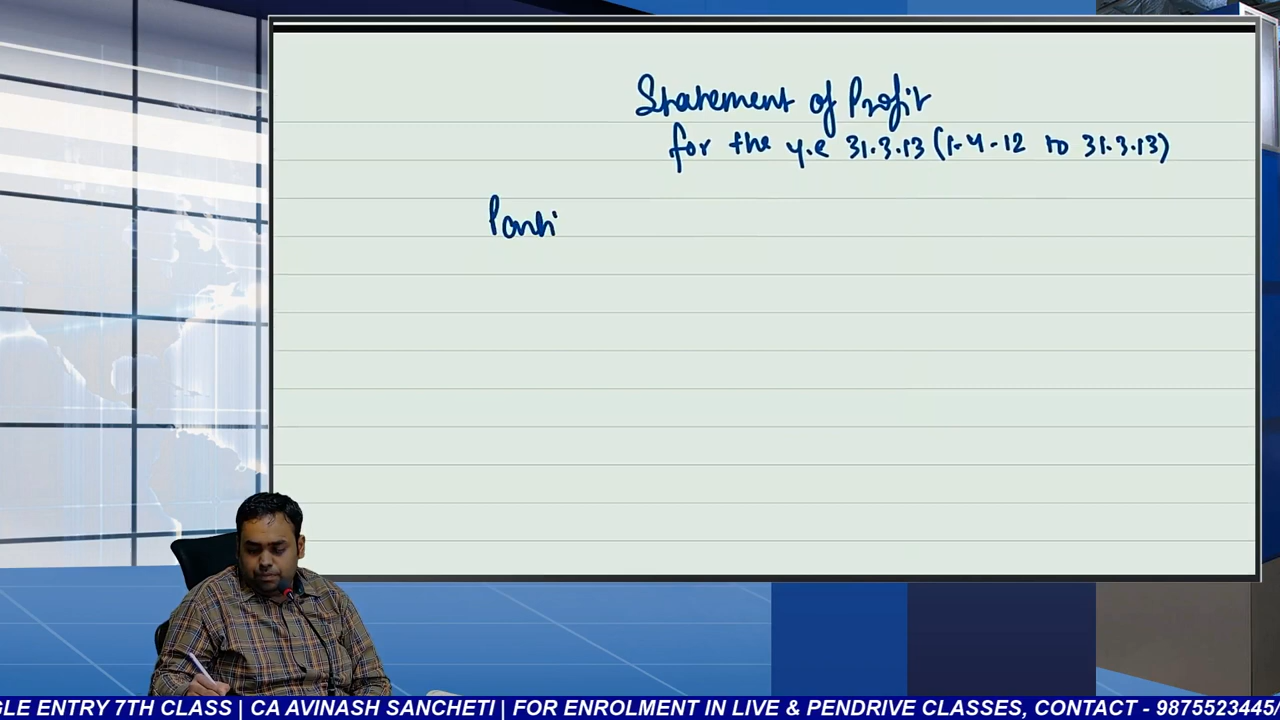 Statement of Profit
for the y.e 31.3.13 (1-4-12 to 31.3.13)
Parti
GLE ENTRY 7TH CLASS | CA AVINASH SANCHETI | FOR ENROLMENT IN LIVE & PENDRIVE CLASSES, CONTACT - 9875523445/